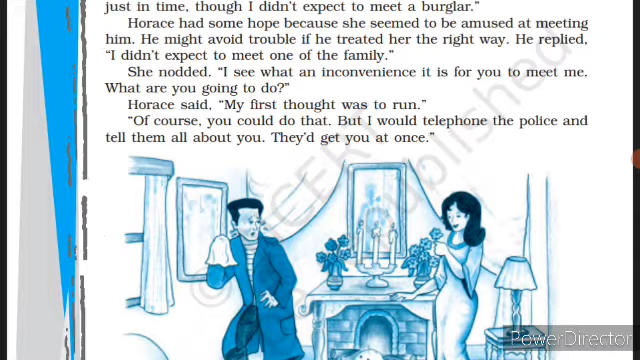 just in time, though I didn't expect to meet a burglar."
Horace had some hope because she seemed to be amused at meeting
him. He might avoid trouble if he treated her the right way. He replied,
"I didn't expect to meet one of the family."
She nodded. "I see what an inconvenience it is for you to meet me.
What are you going to do?"
Horace said, "My first thought was to run."
"Of course, you could do that. But I would telephone the police and
tell them all about you. They'd get you at once."
© NCERT
published
PowerDirector